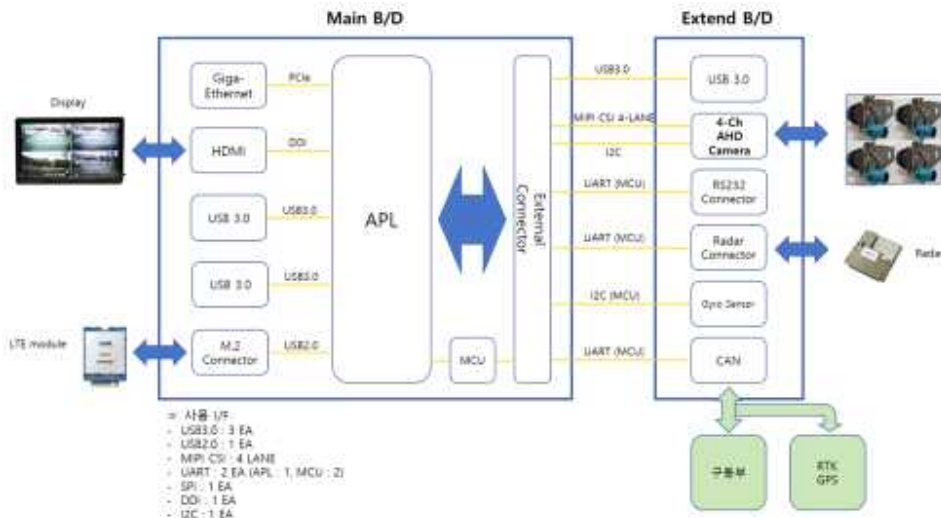 Main B/D
Extend B/D
Display
Giga-
Ethernet
PCIe
HDMI
DDI
USB 3.0
USB3.0
USB 3.0
USB3.0
LTE module
M.2
Connector
USB2.0
APL
MCU
External
Connector
USB3.0
MIPI CSI 4-LANE
I2C
UART (MCU)
UART (MCU)
I2C (MCU)
UART (MCU)
USB 3.0
4-Ch
AHD
Camera
RS232
Connector
Radar
Connector
Gyro Sensor
CAN
Radar
구동부
RTK
GPS
사용 I/F
- USB3.0 : 3 EA
- USB2.0 : 1 EA
- MIPI CSI : 4 LANE
- UART : 2 EA (APL : 1, MCU : 2)
- SPI : 1 EA
- DDI : 1 EA
- I2C : 1 EA